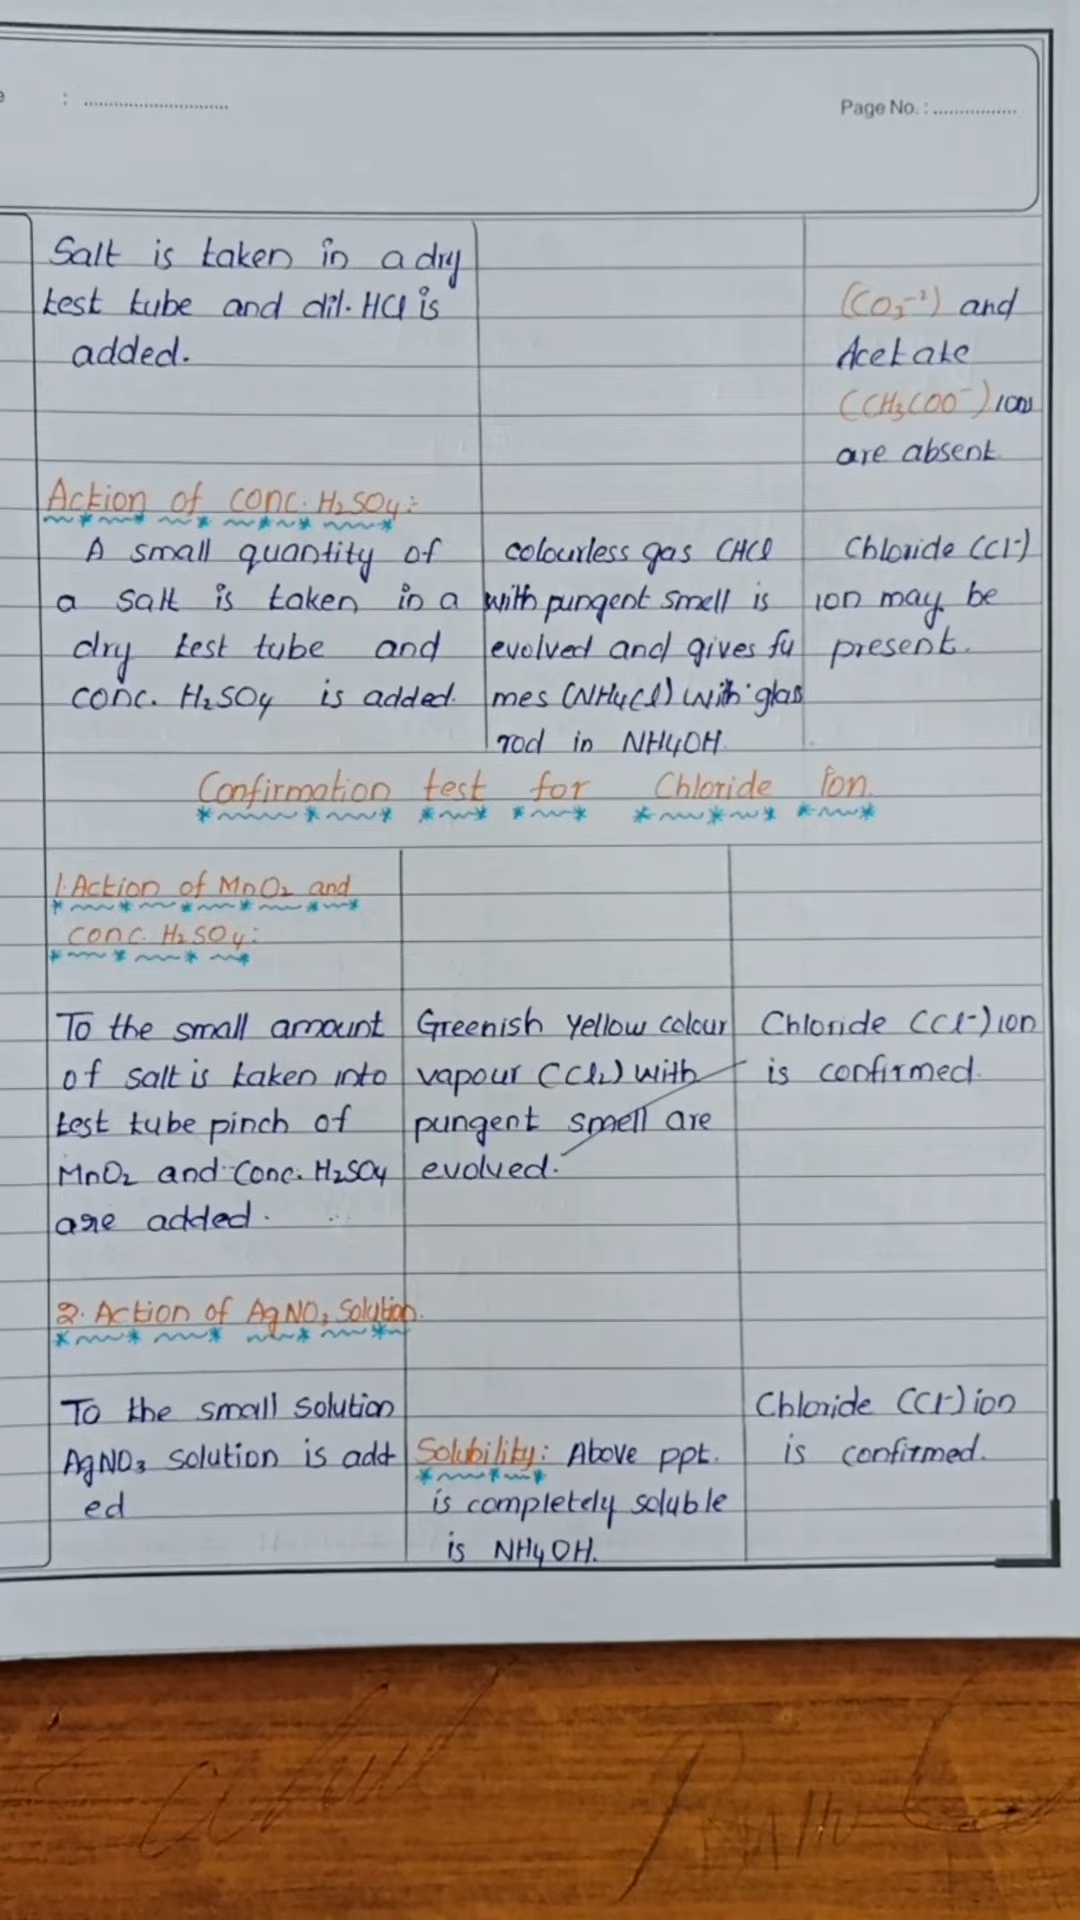 : ............................
Page No. : .................
Salt is taken in a dry
test tube and dil. HCl is
added.
(CO3-2) and
Acetate
(CH3COO-) ions
are absent.
Action of conc. H2SO4:-
A small quantity of
a salt is taken in a
dry test tube and
conc. H2SO4 is added.
colourless gas CHCl
with pungent smell is
evolved and gives fu
mes (NH4Cl) with glas
rod in NH4OH.
Chloride (Cl-)
ion may be
present.
Confirmation test for Chloride Ion.
1. Action of MnO2 and
conc. H2SO4:
To the small amount
of salt is taken into
test tube pinch of
MnO2 and Conc. H2SO4
are added.
Greenish Yellow colour
vapour (Cl2) with
pungent smell are
evolved.
Chloride (Cl-) ion
is confirmed.
2. Action of AgNO3 Solution.
To the small solution
AgNO3 solution is add
ed
Solubility: Above ppt.
is completely soluble
is NH4OH.
Chloride (Cl-) ion
is confirmed.